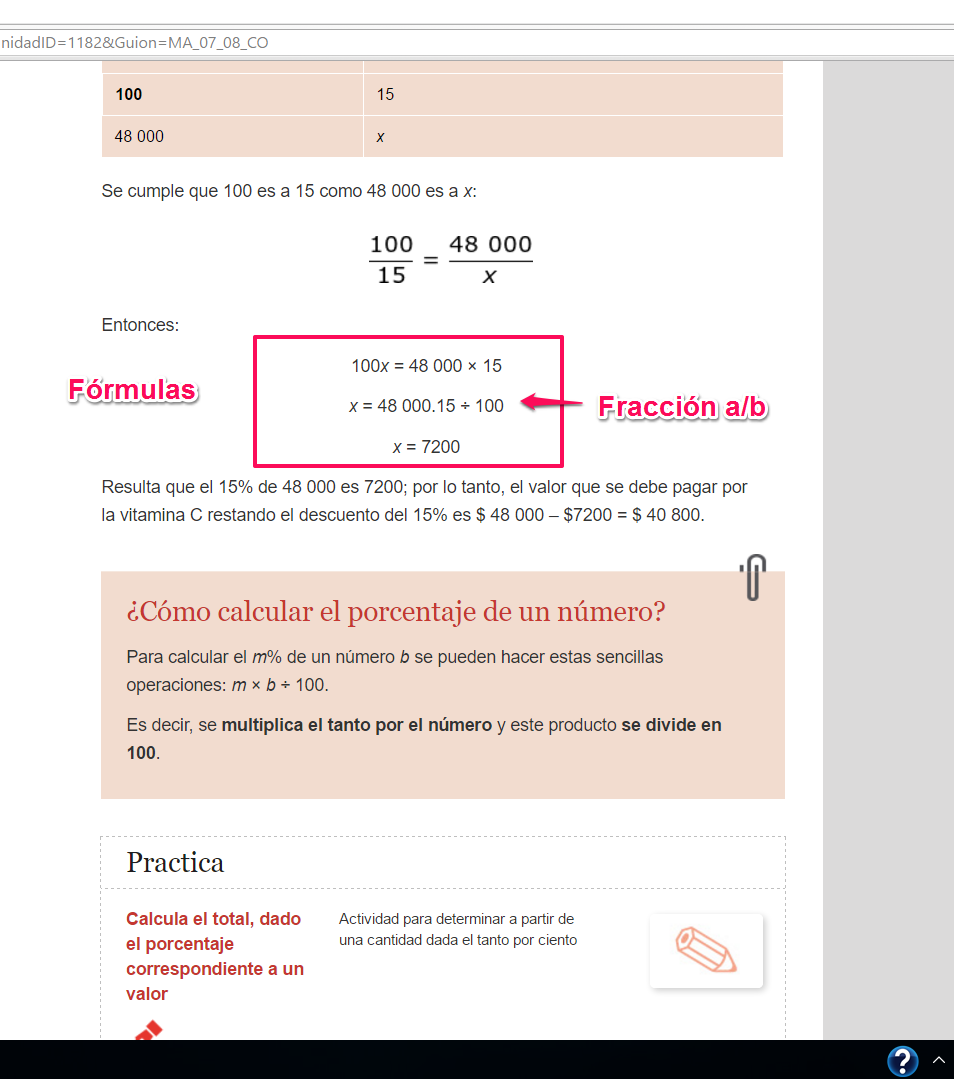 nidadID=1182&Guion=MA_07_08_CO
100 15
48 000 x
Se cumple que 100 es a 15 como 48 000 es a x:
100/15 = 48 000/x
Entonces:
100x = 48 000 × 15
Fórmulas
x = 48 000.15 ÷ 100
Fracción a/b
x = 7200
Resulta que el 15% de 48 000 es 7200; por lo tanto, el valor que se debe pagar por
la vitamina C restando el descuento del 15% es $ 48 000 – $7200 = $ 40 800.
¿Cómo calcular el porcentaje de un número?
Para calcular el m% de un número b se pueden hacer estas sencillas
operaciones: m × b ÷ 100.
Es decir, se multiplica el tanto por el número y este producto se divide en
100.
Practica
Calcula el total, dado
el porcentaje
correspondiente a un
valor
Actividad para determinar a partir de
una cantidad dada el tanto por ciento
?